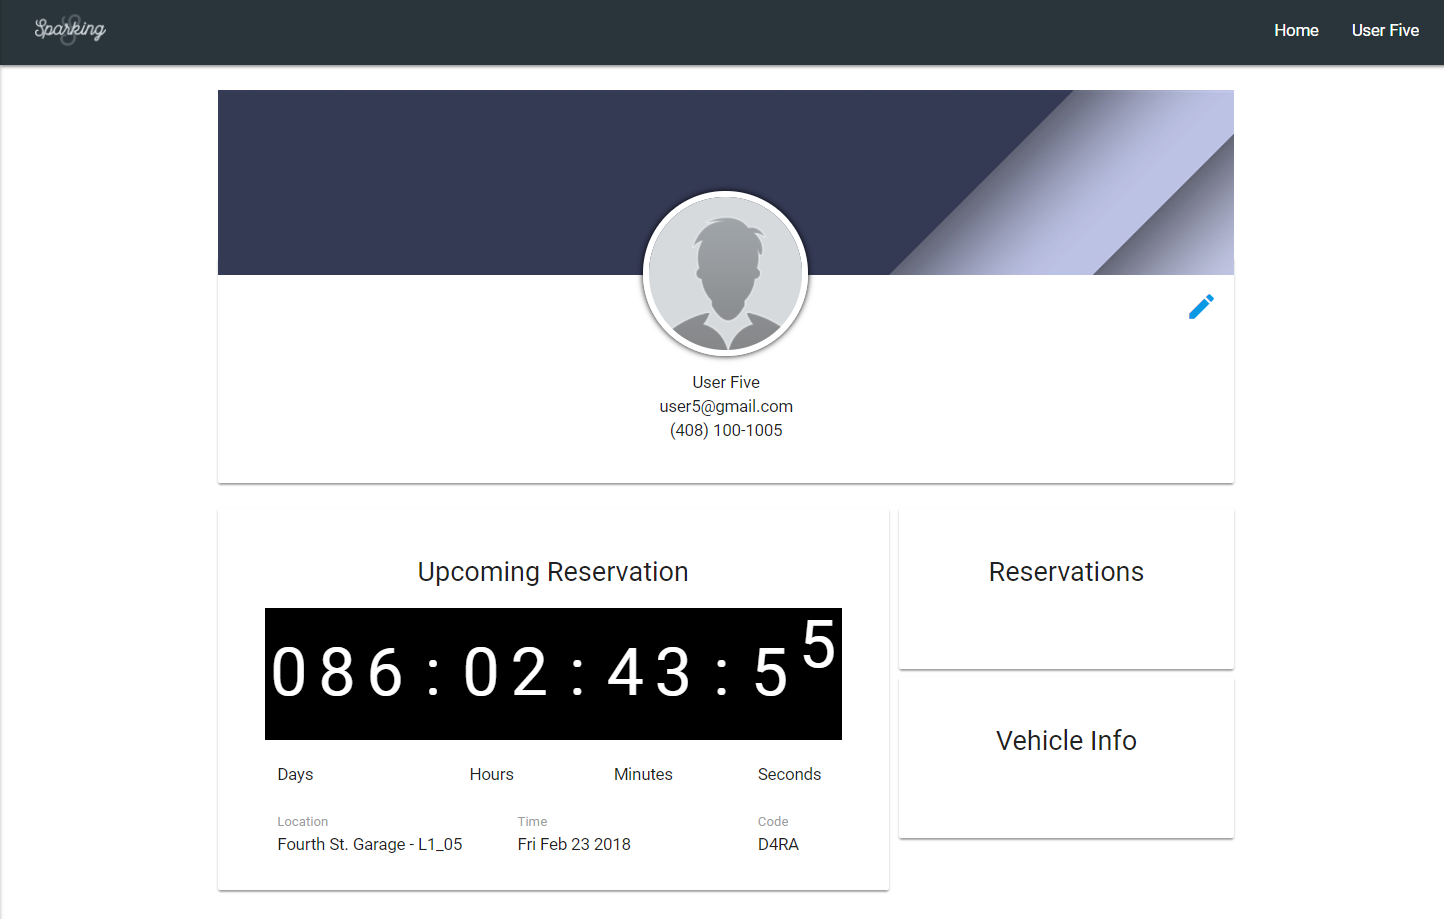 Sparking
Home User Five
User Five
user5@gmail.com
(408) 100-1005
Upcoming Reservation
086:02:43:55
Days Hours Minutes Seconds
Location Time Code
Fourth St. Garage - L1_05 Fri Feb 23 2018 D4RA
Reservations
Vehicle Info